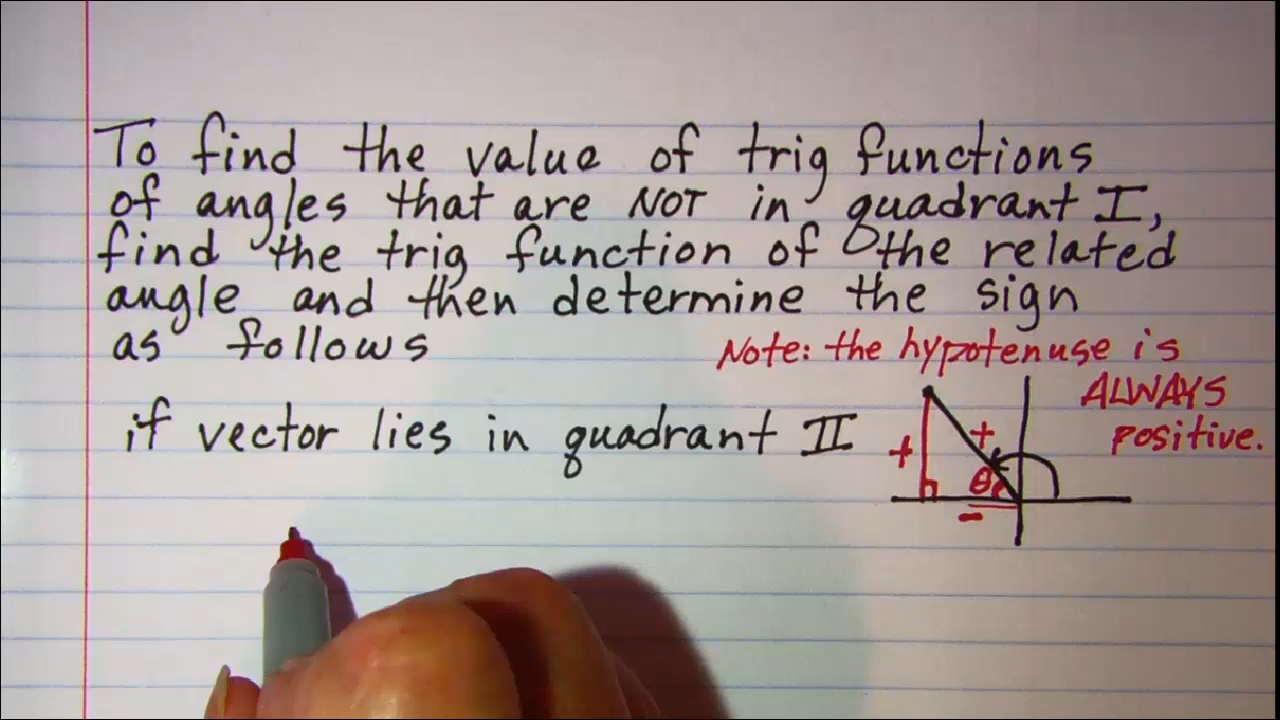 To find the value of trig functions
of angles that are NOT in quadrant I,
find the trig function of the related
angle and then determine the sign
as follows
Note: the hypotenuse is
ALWAYS
positive.
if vector lies in quadrant II
+
+
θ
-